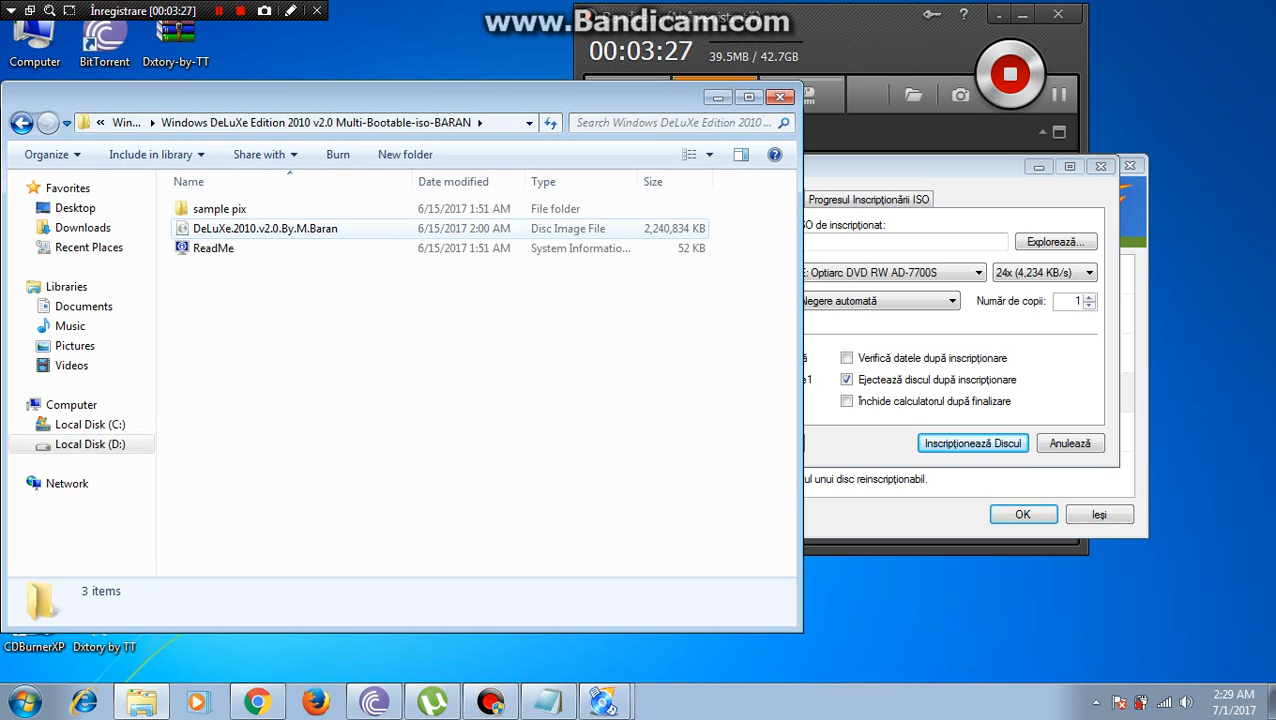 Înregistrare [00:03:27]
www.Bandicam.com
00:03:27
39.5MB / 42.7GB
Computer
BitTorrent
Dxtory-by-TT
« Win... ▸ Windows DeLuXe Edition 2010 v2.0 Multi-Bootable-iso-BARAN ▸
Search Windows DeLuXe Edition 2010 ...
Organize
Include in library
Share with
Burn
New folder
Name
Date modified
Type
Size
Favorites
Desktop
Downloads
Recent Places
Libraries
Documents
Music
Pictures
Videos
Computer
Local Disk (C:)
Local Disk (D:)
Network
sample pix 6/15/2017 1:51 AM File folder
DeLuXe.2010.v2.0.By.M.Baran 6/15/2017 2:00 AM Disc Image File 2,240,834 KB
ReadMe 6/15/2017 1:51 AM System Informatio... 52 KB
3 items
Progresul Inscripționării ISO
ISO de inscripționat:
Explorează...
E: Optiarc DVD RW AD-7700S
24x (4,234 KB/s)
legere automată
Număr de copii: 1
Verifică datele după inscripționare
Ejectează discul după inscripționare
Închide calculatorul după finalizare
Inscripționează Discul
Anulează
ul unui disc reinscripționabil.
OK
Ieși
CDBurnerXP
Dxtory by TT
2:29 AM
7/1/2017